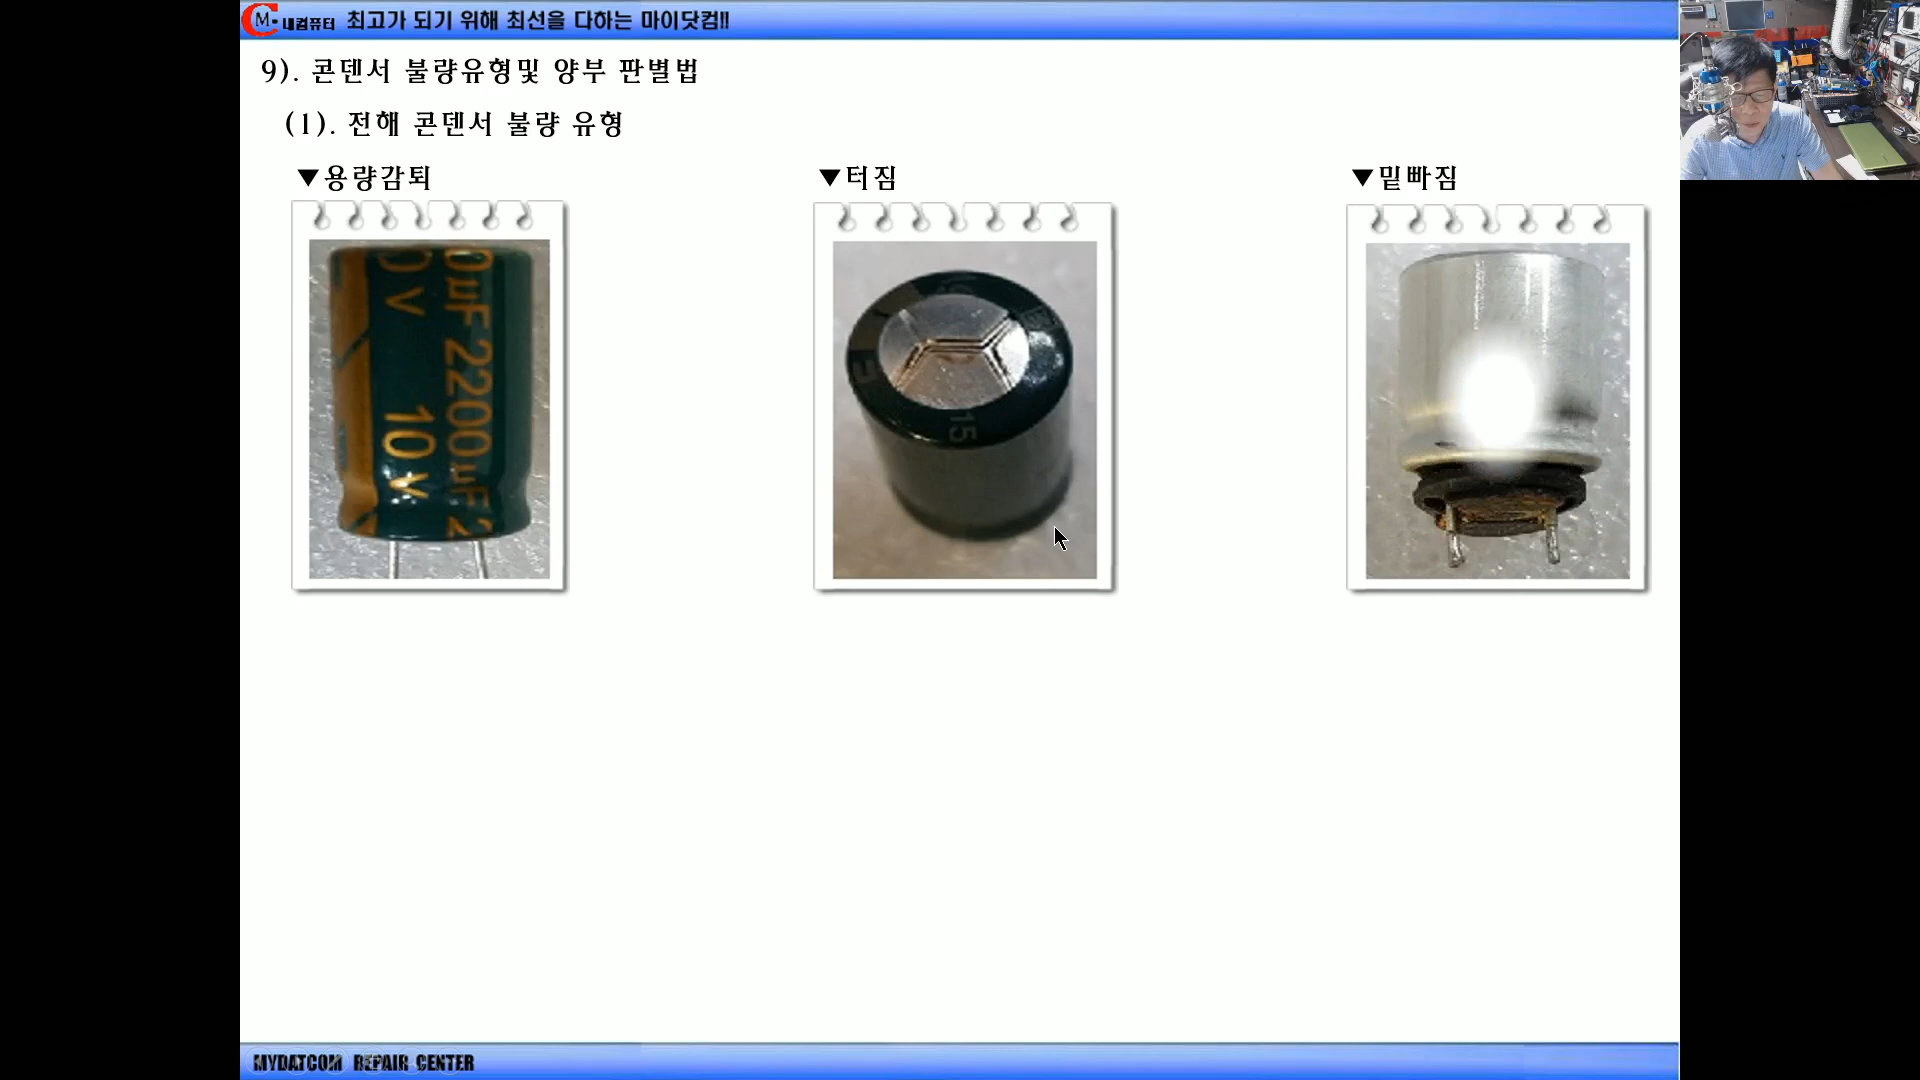 내컴퓨터 최고가 되기 위해 최선을 다하는 마이닷컴!!
9). 콘덴서 불량유형및 양부 판별법
(1). 전해 콘덴서 불량 유형
▼용량감퇴
▼터짐
▼밑빠짐
0V
10V
0µF 2200µF 2
15
MYDATCOM REPAIR CENTER